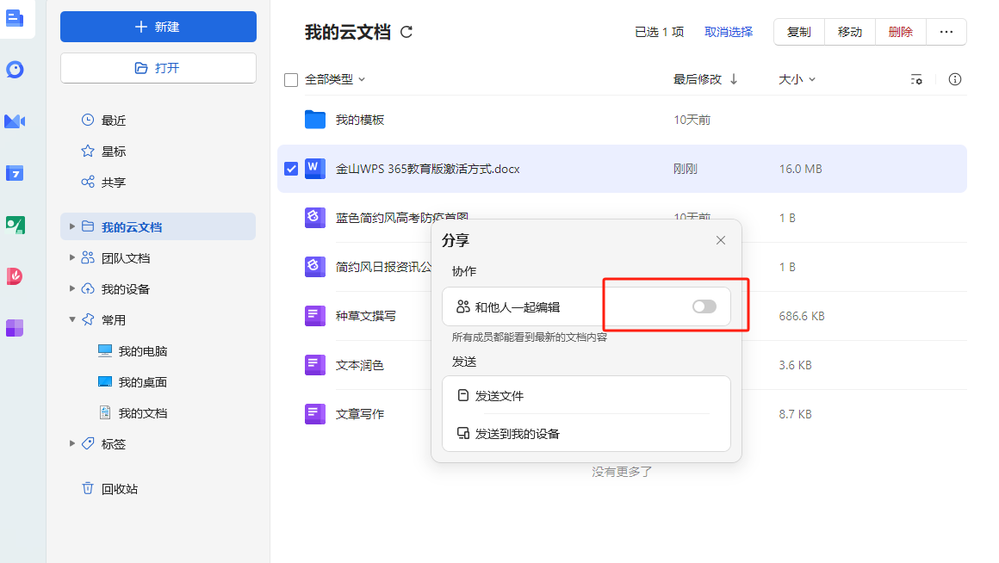 新建
打开
最近
星标
共享
我的云文档
团队文档
我的设备
常用
我的电脑
我的桌面
我的文档
标签
回收站
我的云文档
已选 1 项 取消选择 复制 移动 删除 ...
全部类型 最后修改 大小
我的模板 10天前
金山WPS 365教育版激活方式.docx 刚刚 16.0 MB
蓝色简约风高考防疫首图 10天前 1 B
简约风日报资讯公 1 B
种草文撰写 686.6 KB
文本润色 3.6 KB
文章写作 8.7 KB
没有更多了
分享
协作
和他人一起编辑
所有成员都能看到最新的文档内容
发送
发送文件
发送到我的设备